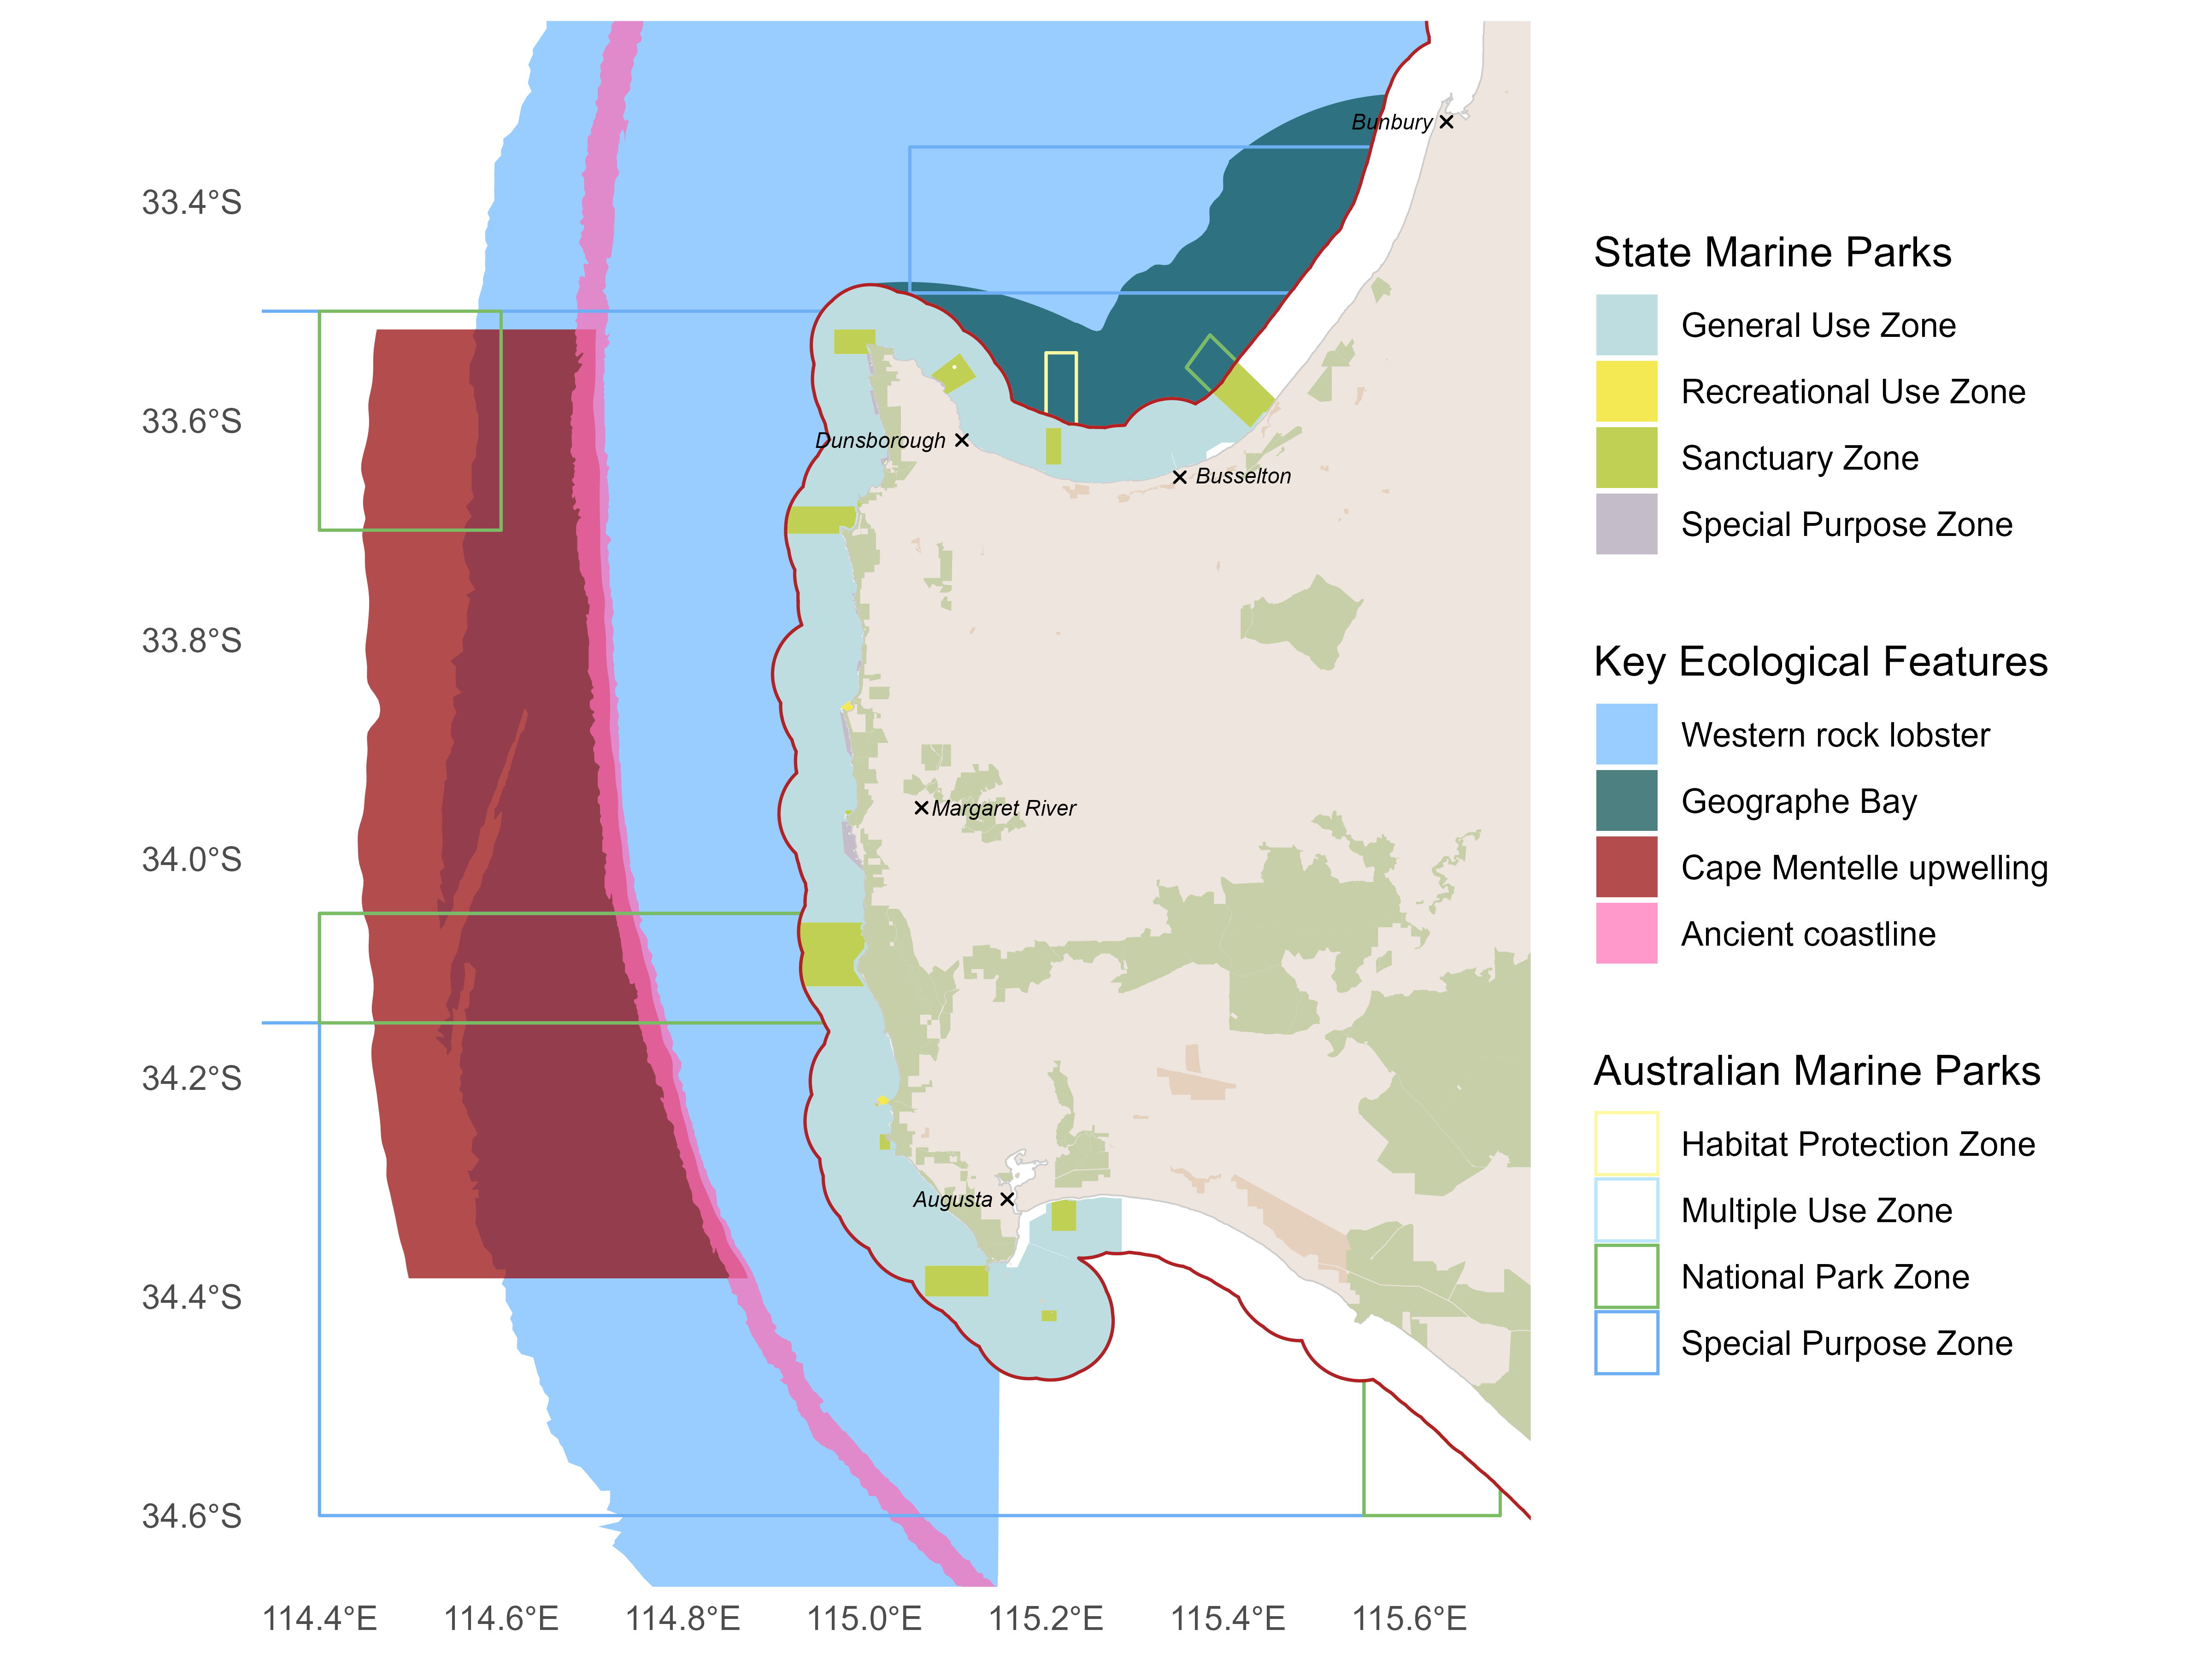 Bunbury
33.4°S
33.6°S
Dunsborough
Busselton
33.8°S
Margaret River
34.0°S
34.2°S
Augusta
34.4°S
34.6°S
114.4°E
114.6°E
114.8°E
115.0°E
115.2°E
115.4°E
115.6°E
State Marine Parks
General Use Zone
Recreational Use Zone
Sanctuary Zone
Special Purpose Zone
Key Ecological Features
Western rock lobster
Geographe Bay
Cape Mentelle upwelling
Ancient coastline
Australian Marine Parks
Habitat Protection Zone
Multiple Use Zone
National Park Zone
Special Purpose Zone